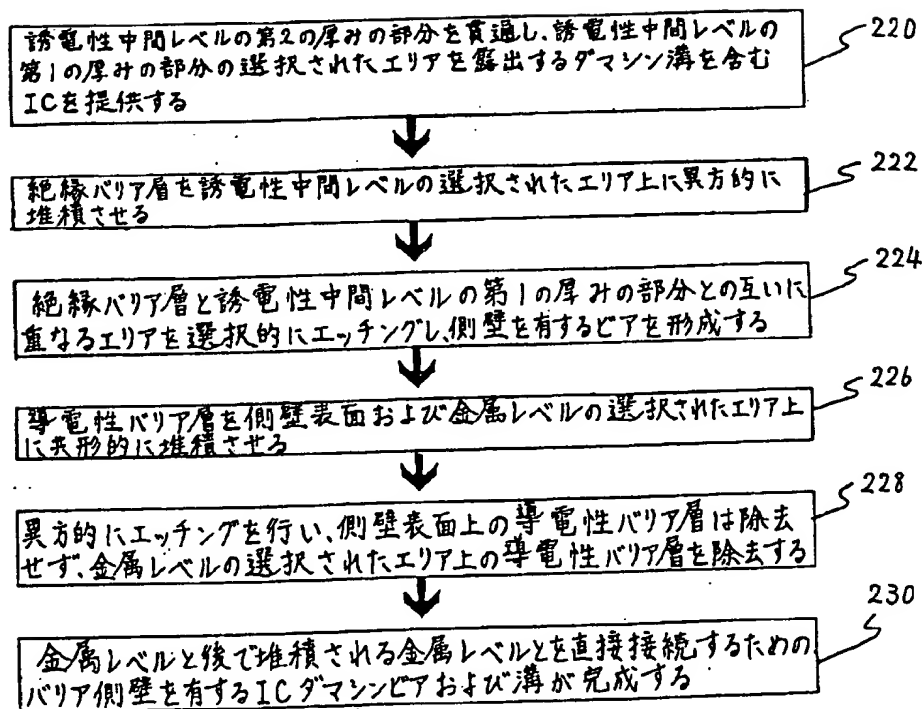 誘電性中間レベルの第2の厚みの部分を貫通し、誘電性中間レベルの
第1の厚みの部分の選択されたエリアを露出するダマシン溝を含む
ICを提供する
220
絶縁バリア層を誘電性中間レベルの選択されたエリア上に異方的に
堆積させる
222
絶縁バリア層と誘電性中間レベルの第1の厚みの部分との互いに
重なるエリアを選択的にエッチングし、側壁を有するビアを形成する
224
導電性バリア層を側壁表面および金属レベルの選択されたエリア上
に共形的に堆積させる
226
異方的にエッチングを行い、側壁表面上の導電性バリア層は除去
せず、金属レベルの選択されたエリア上の導電性バリア層を除去する
228
金属レベルと後で堆積される金属レベルとを直接接続するための
バリア側壁を有するICダマシンビアおよび溝が完成する
230